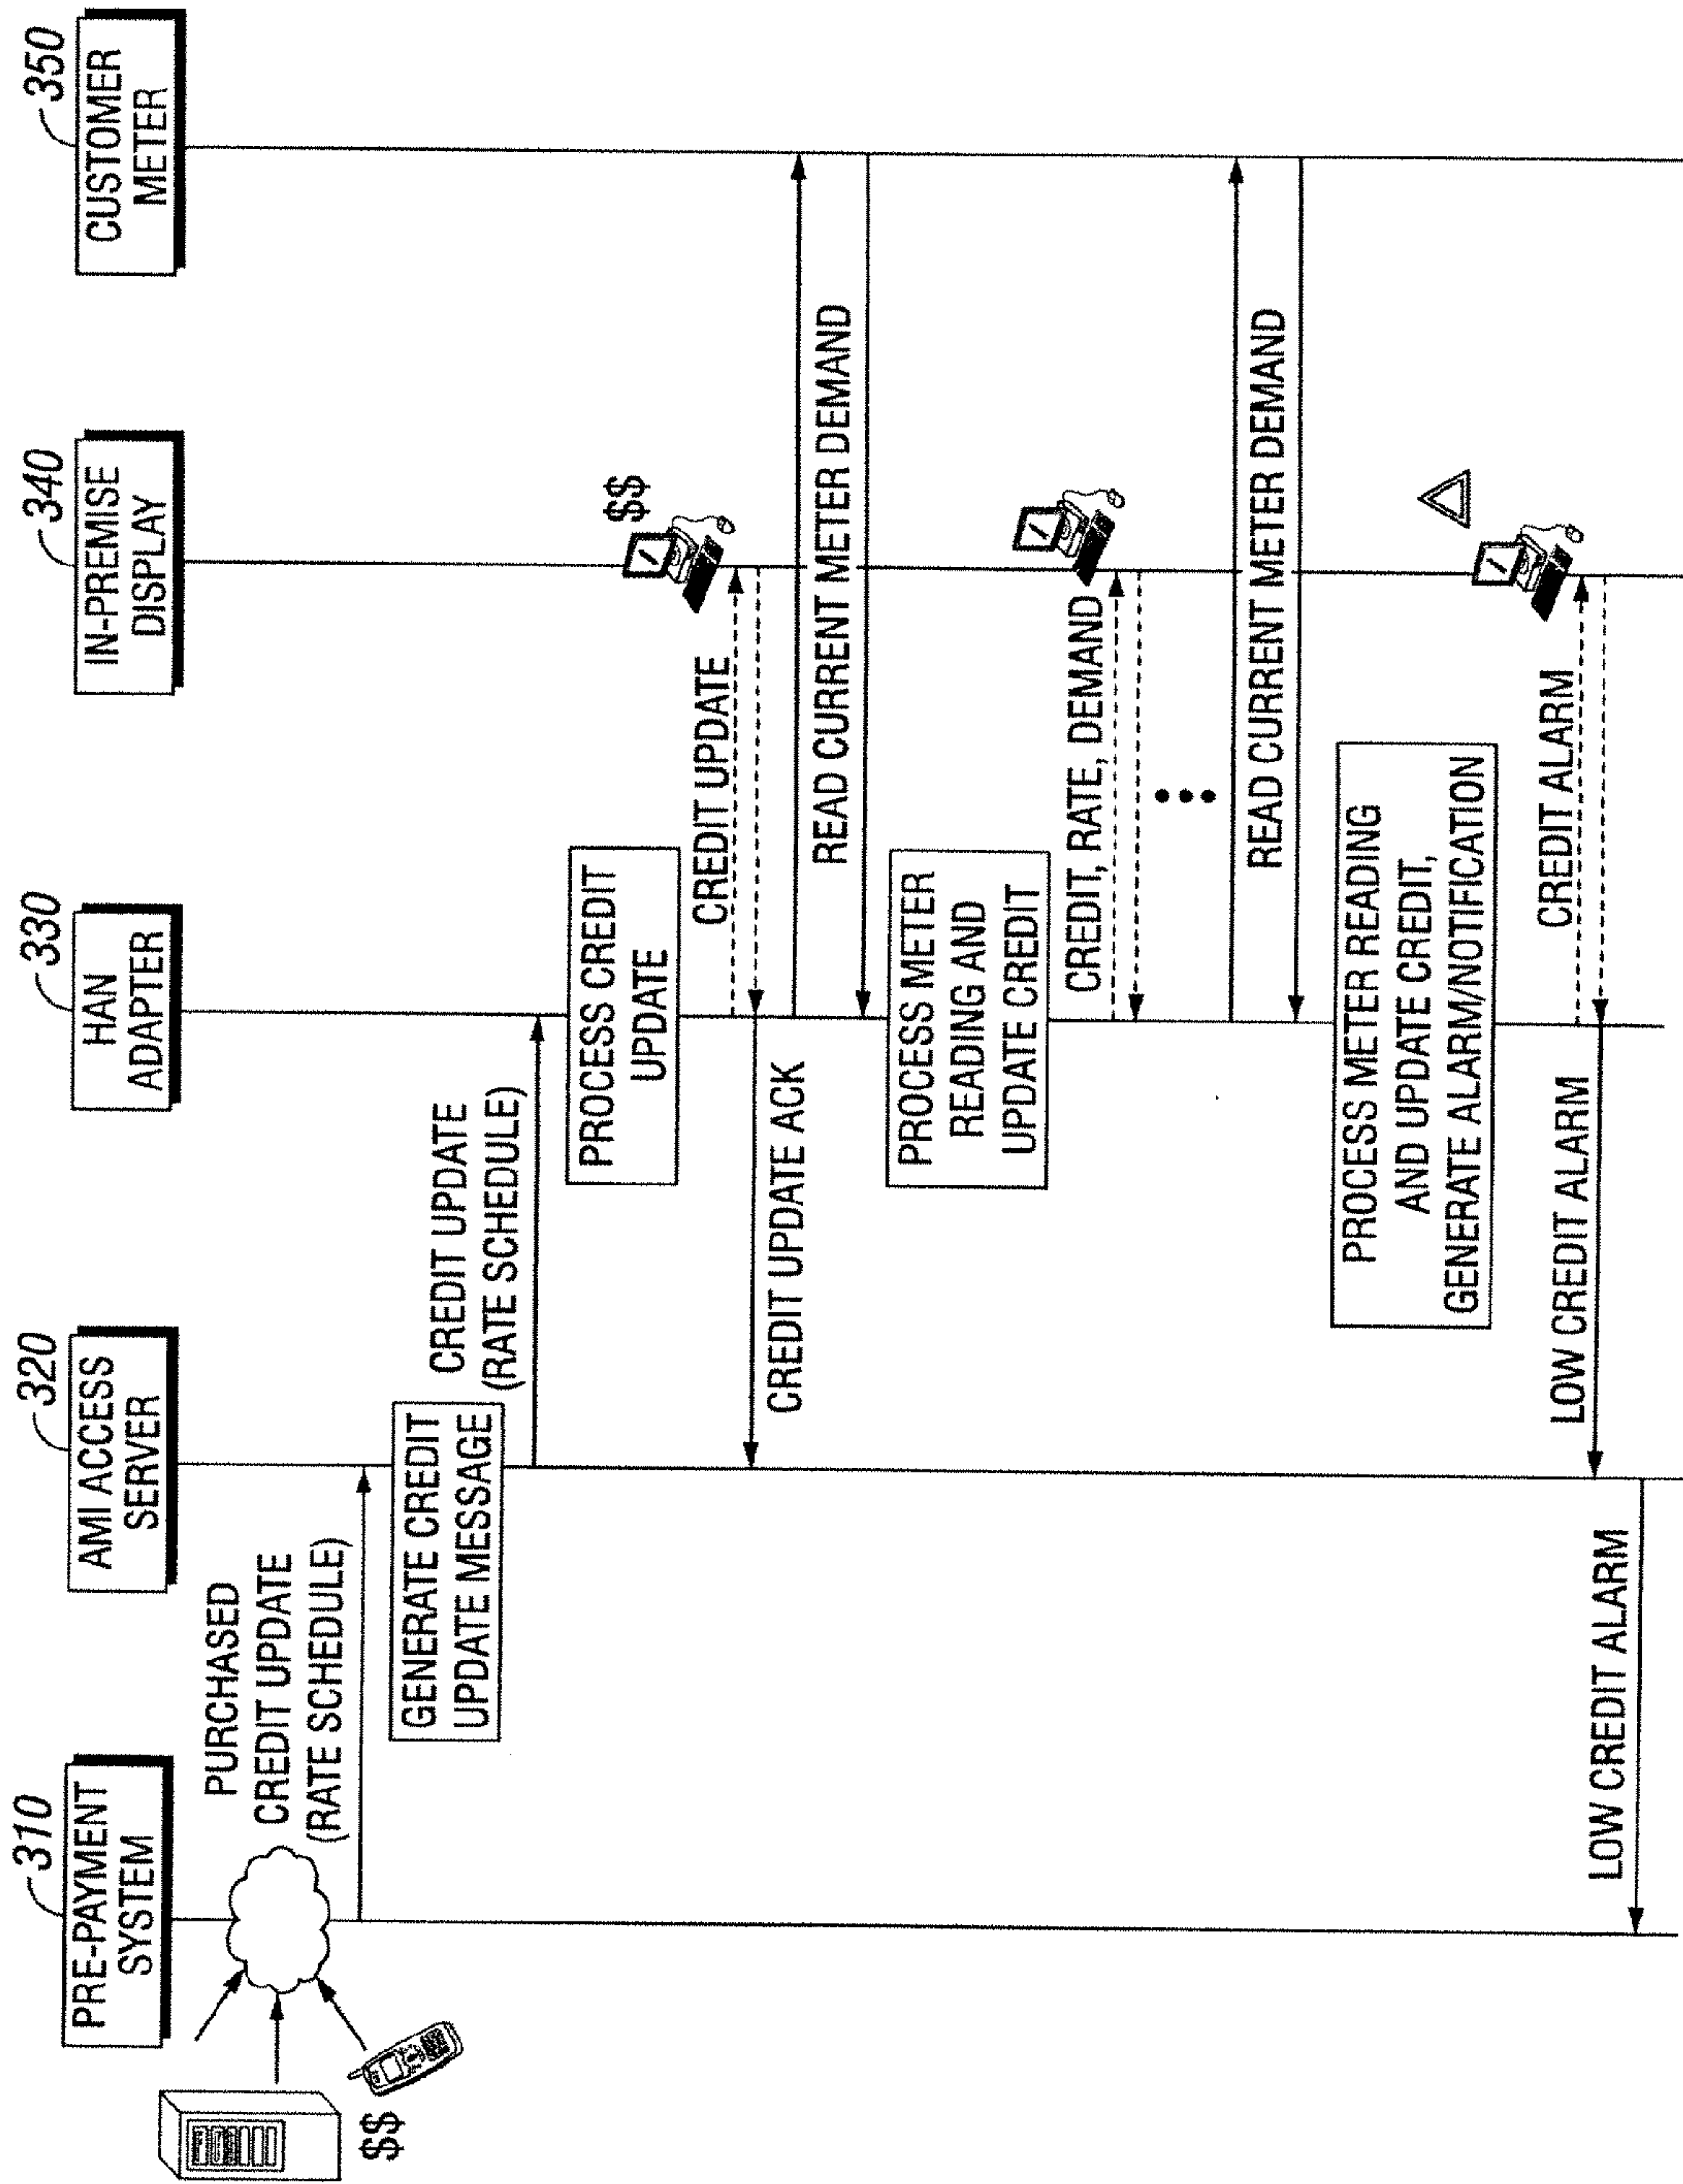 310
PRE-PAYMENT
SYSTEM
320
AMI ACCESS
SERVER
330
HAN
ADAPTER
340
IN-PREMISE
DISPLAY
350
CUSTOMER
METER
$$
PURCHASED
CREDIT UPDATE
(RATE SCHEDULE)
GENERATE CREDIT
UPDATE MESSAGE
CREDIT UPDATE
(RATE SCHEDULE)
PROCESS CREDIT
UPDATE
$$
CREDIT UPDATE
CREDIT UPDATE ACK
READ CURRENT METER DEMAND
PROCESS METER
READING AND
UPDATE CREDIT
CREDIT, RATE, DEMAND
READ CURRENT METER DEMAND
PROCESS METER READING
AND UPDATE CREDIT,
GENERATE ALARM/NOTIFICATION
CREDIT ALARM
LOW CREDIT ALARM
LOW CREDIT ALARM